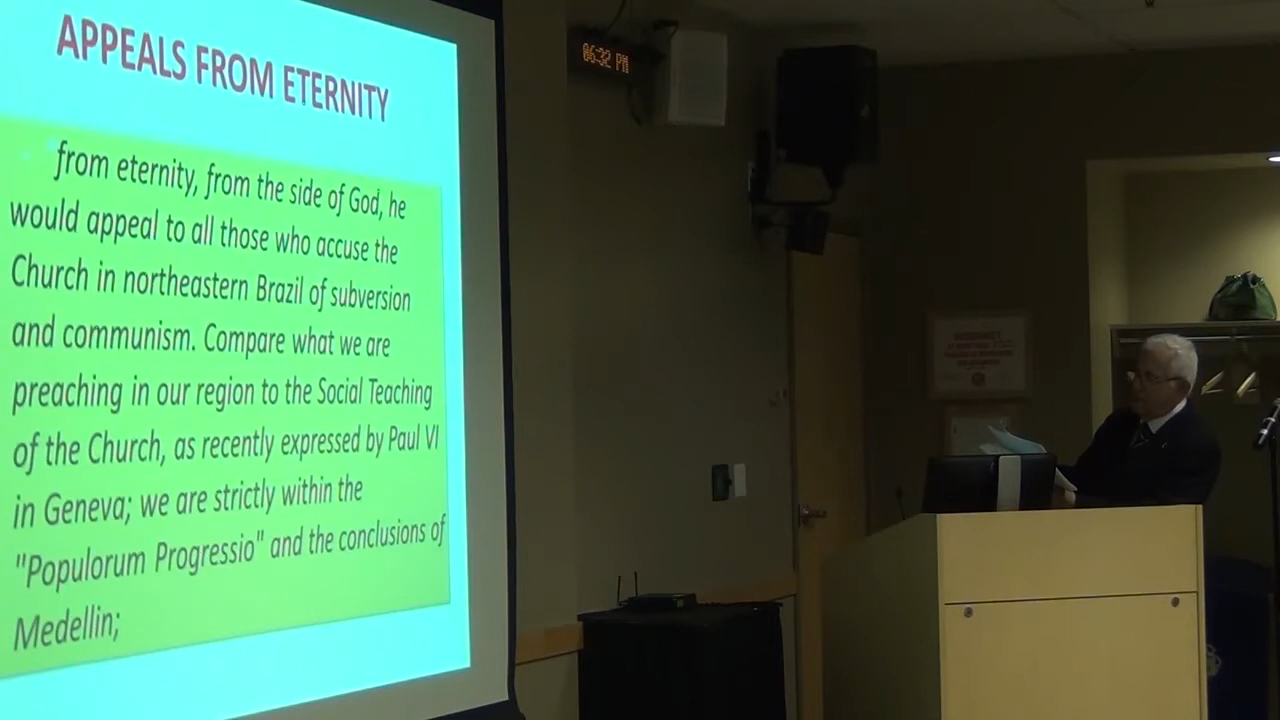 APPEALS FROM ETERNITY
from eternity, from the side of God, he
would appeal to all those who accuse the
Church in northeastern Brazil of subversion
and communism. Compare what we are
preaching in our region to the Social Teaching
of the Church, as recently expressed by Paul VI
in Geneva; we are strictly within the
"Populorum Progressio" and the conclusions of
Medellin;
06:32 PM